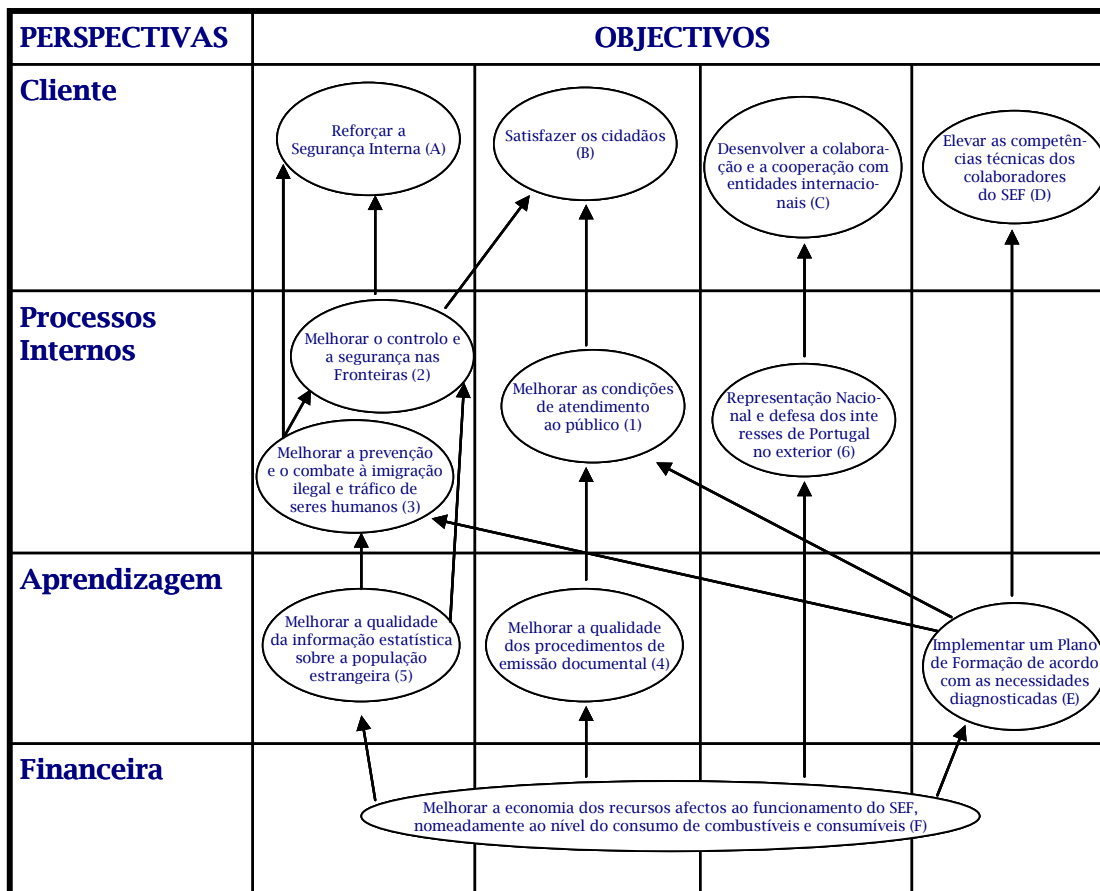 PERSPECTIVAS
OBJECTIVOS
Cliente
Reforçar a
Segurança Interna (A)
Satisfazer os cidadãos
(B)
Desenvolver a colabora-
ção e a cooperação com
entidades internacio-
nais (C)
Elevar as competên-
cias técnicas dos
colaboradores
do SEF (D)
Processos
Internos
Melhorar o controlo e
a segurança nas
Fronteiras (2)
Melhorar a prevenção
e o combate à imigração
ilegal e tráfico de
seres humanos (3)
Melhorar as condições
de atendimento
ao público (1)
Representação Nacio-
nal e defesa dos inte
resses de Portugal
no exterior (6)
Aprendizagem
Melhorar a qualidade
da informação estatística
sobre a população
estrangeira (5)
Melhorar a qualidade
dos procedimentos de
emissão documental (4)
Implementar um Plano
de Formação de acordo
com as necessidades
diagnosticadas (E)
Financeira
Melhorar a economia dos recursos afectos ao funcionamento do SEF,
nomeadamente ao nível do consumo de combustíveis e consumíveis (F)